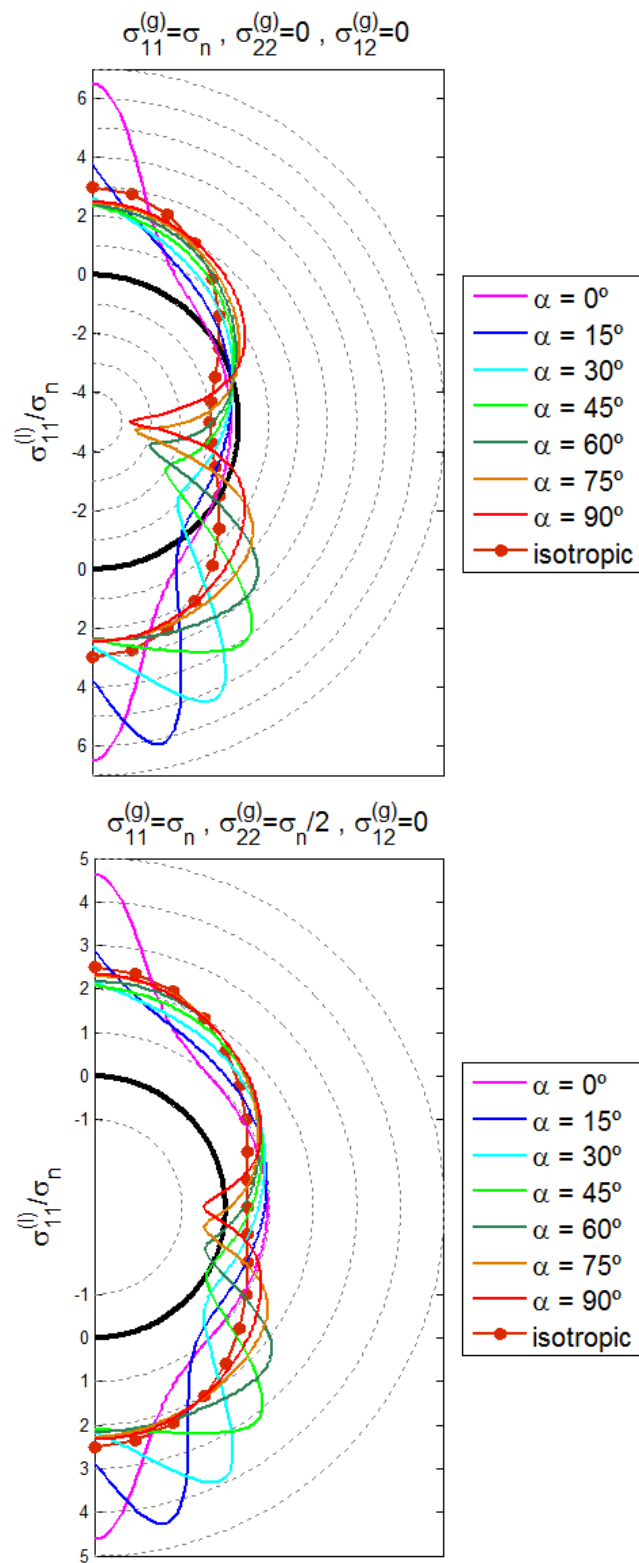 σ₁₁⁽ᵍ⁾=σₙ , σ₂₂⁽ᵍ⁾=0 , σ₁₂⁽ᵍ⁾=0
6
4
2
0
-2
-4
-4
-2
0
2
4
6
σ₁₁⁽ˡ⁾/σₙ
α = 0º
α = 15º
α = 30º
α = 45º
α = 60º
α = 75º
α = 90º
isotropic
σ₁₁⁽ᵍ⁾=σₙ , σ₂₂⁽ᵍ⁾=σₙ/2 , σ₁₂⁽ᵍ⁾=0
5
4
3
2
1
0
-1
-1
0
1
2
3
4
5
σ₁₁⁽ˡ⁾/σₙ
α = 0º
α = 15º
α = 30º
α = 45º
α = 60º
α = 75º
α = 90º
isotropic